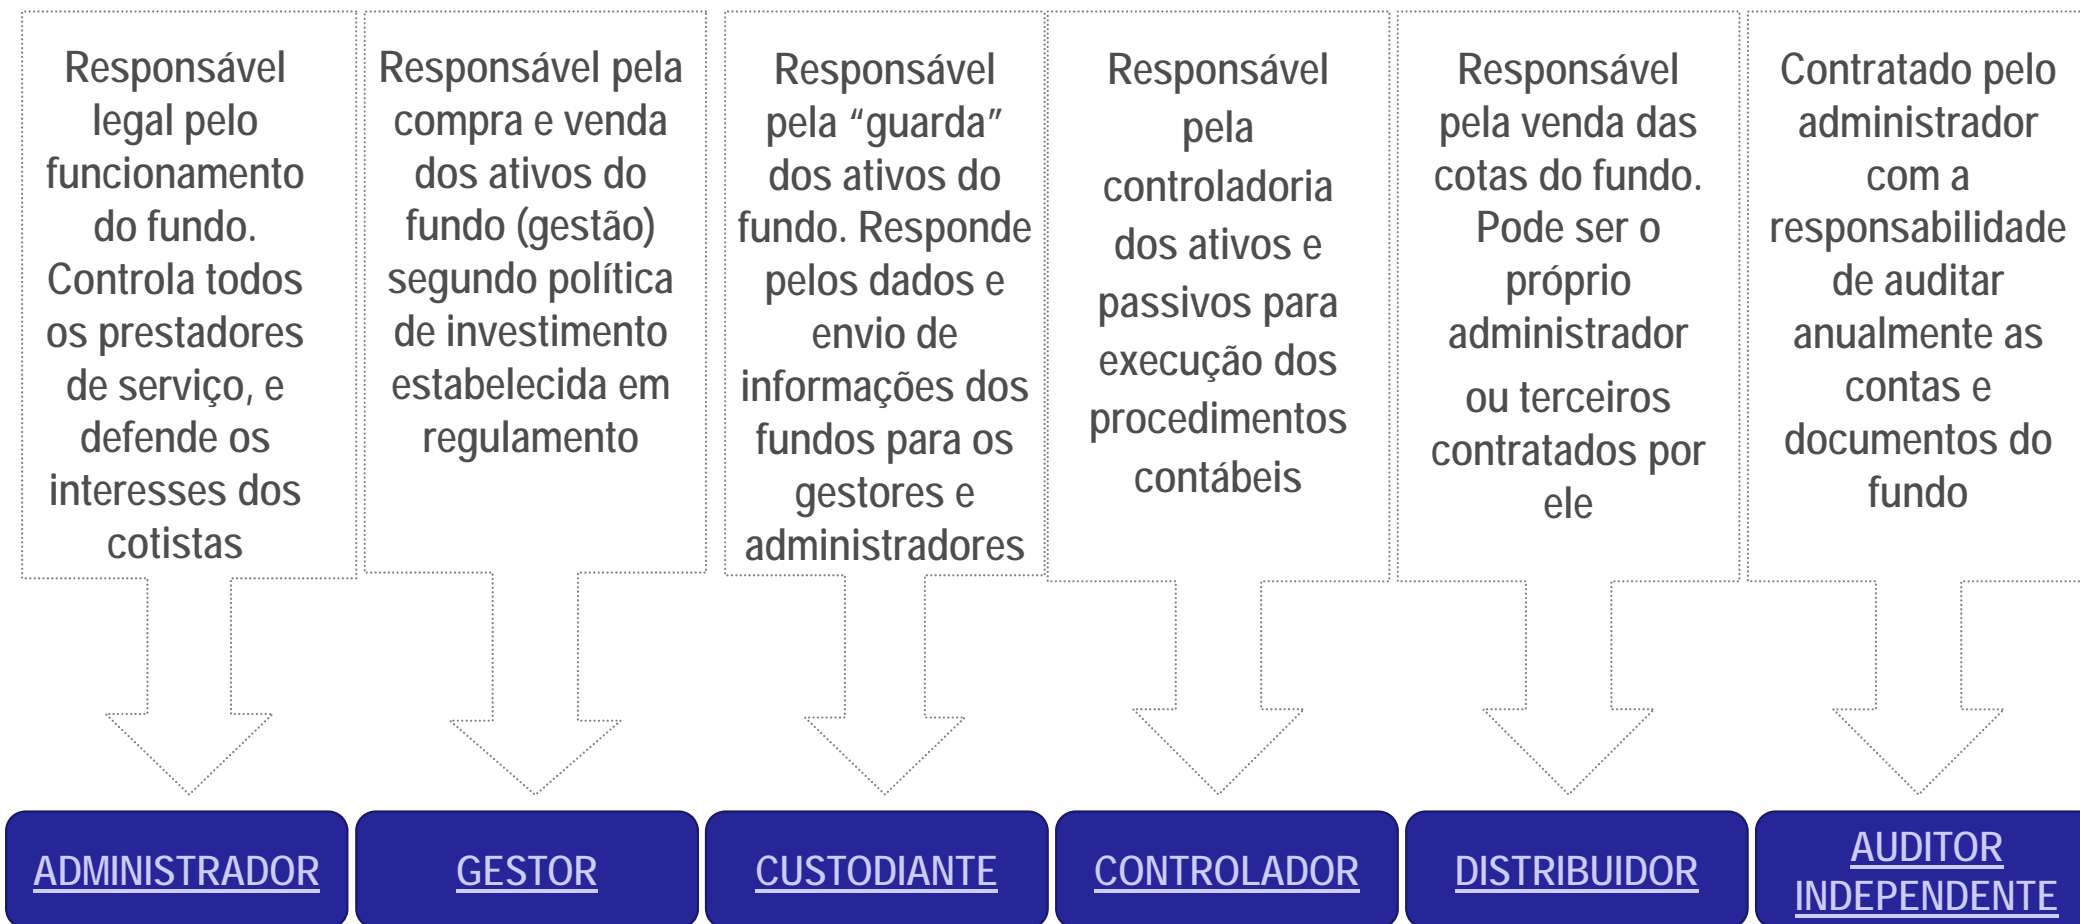 Responsável
legal pelo
funcionamento
do fundo.
Controla todos
os prestadores
de serviço, e
defende os
interesses dos
cotistas
Responsável pela
compra e venda
dos ativos do
fundo (gestão)
segundo política
de investimento
estabelecida em
regulamento
Responsável
pela “guarda”
dos ativos do
fundo. Responde
pelos dados e
envio de
informações dos
fundos para os
gestores e
administradores
Responsável
pela
controladoria
dos ativos e
passivos para
execução dos
procedimentos
contábeis
Responsável
pela venda das
cotas do fundo.
Pode ser o
próprio
administrador
ou terceiros
contratados por
ele
Contratado pelo
administrador
com a
responsabilidade
de auditar
anualmente as
contas e
documentos do
fundo
ADMINISTRADOR
GESTOR
CUSTODIANTE
CONTROLADOR
DISTRIBUIDOR
AUDITOR
INDEPENDENTE